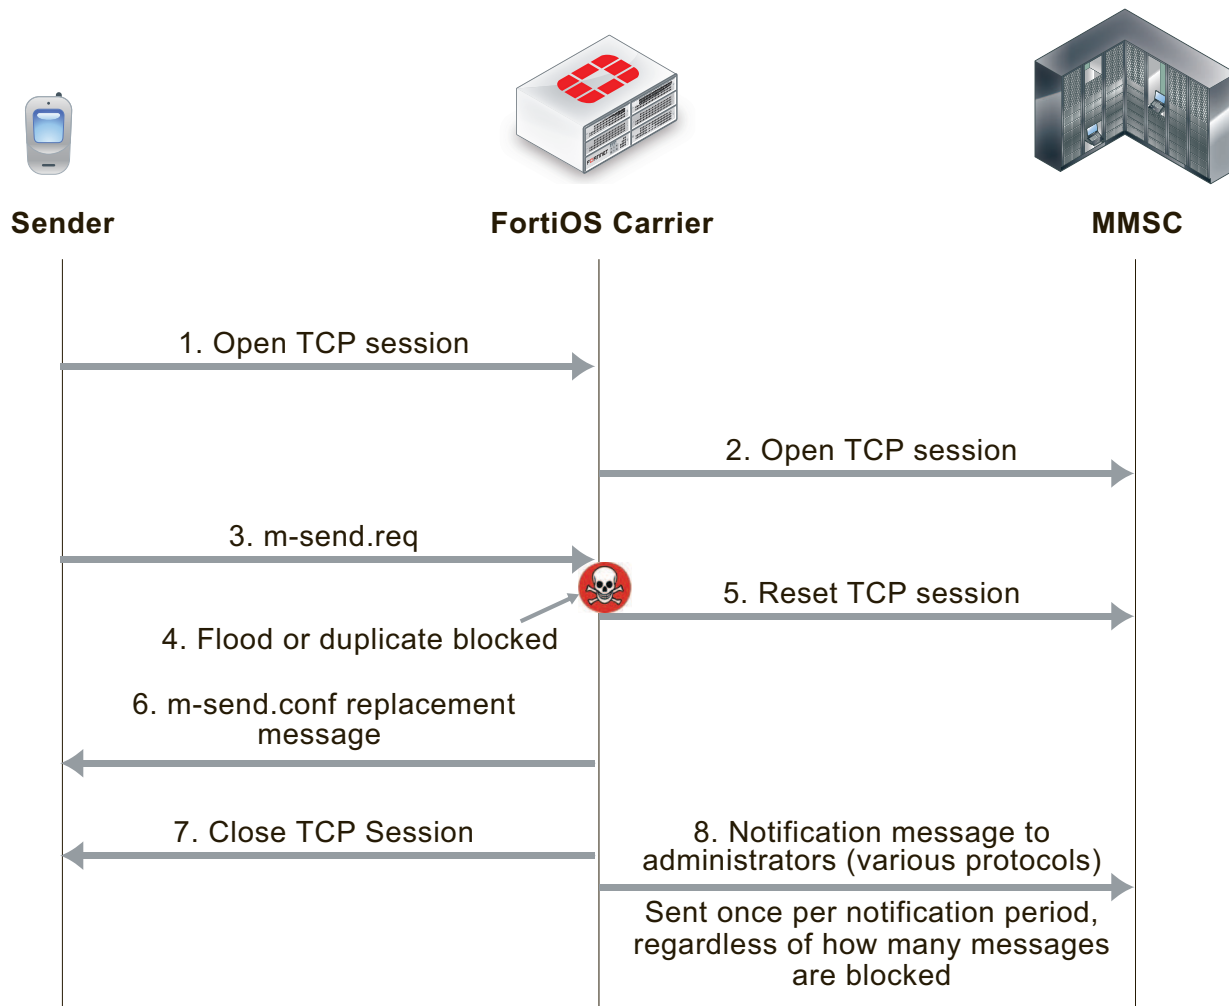 FORTINET
Sender
FortiOS Carrier
MMSC
1. Open TCP session
2. Open TCP session
3. m-send.req
4. Flood or duplicate blocked
5. Reset TCP session
6. m-send.conf replacement
message
7. Close TCP Session
8. Notification message to
administrators (various protocols)
Sent once per notification period,
regardless of how many messages
are blocked